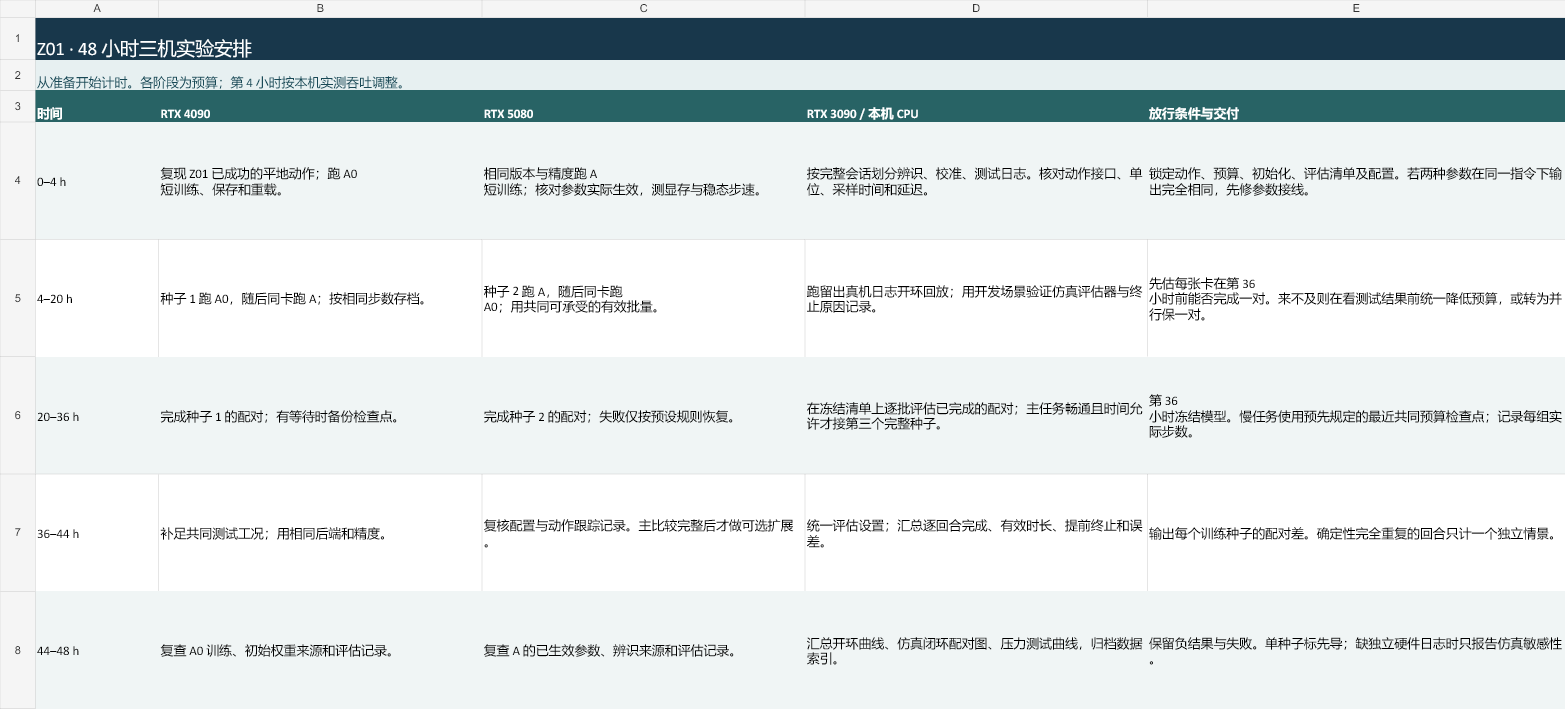 A B C D E
1
Z01 · 48 小时三机实验安排
2
从准备开始计时。各阶段为预算；第 4 小时按本机实测吞吐调整。
3
时间 RTX 4090 RTX 5080 RTX 3090 / 本机 CPU 放行条件与交付
4
0–4 h
复现 Z01 已成功的平地动作；跑 A0
短训练、保存和重载。
相同版本与精度跑 A
短训练；核对参数实际生效，测显存与稳态步速。
按完整会话划分辨识、校准、测试日志。核对动作接口、单
位、采样时间和延迟。
锁定动作、预算、初始化、评估清单及配置。若两种参数在同一指令下输
出完全相同，先修参数接线。
5
4–20 h
种子 1 跑 A0，随后同卡跑 A；按相同步数存档。
种子 2 跑 A，随后同卡跑
A0；用共同可承受的有效批量。
跑留出真机日志开环回放；用开发场景验证仿真评估器与终
止原因记录。
先估每张卡在第 36
小时前能否完成一对。来不及则在看测试结果前统一降低预算，或转为并
行保一对。
6
20–36 h
完成种子 1 的配对；有等待时备份检查点。
完成种子 2 的配对；失败仅按预设规则恢复。
在冻结清单上逐批评估已完成的配对；主任务畅通且时间允
许才接第三个完整种子。
第 36
小时冻结模型。慢任务使用预先规定的最近共同预算检查点；记录每组实
际步数。
7
36–44 h
补足共同测试工况；用相同后端和精度。
复核配置与动作跟踪记录。主比较完整后才做可选扩展
。
统一评估设置；汇总逐回合完成、有效时长、提前终止和误
差。
输出每个训练种子的配对差。确定性完全重复的回合只计一个独立情景。
8
44–48 h
复查 A0 训练、初始权重来源和评估记录。
复查 A 的已生效参数、辨识来源和评估记录。
汇总开环曲线、仿真闭环配对图、压力测试曲线，归档数据
索引。
保留负结果与失败。单种子标先导；缺独立硬件日志时只报告仿真敏感性
。